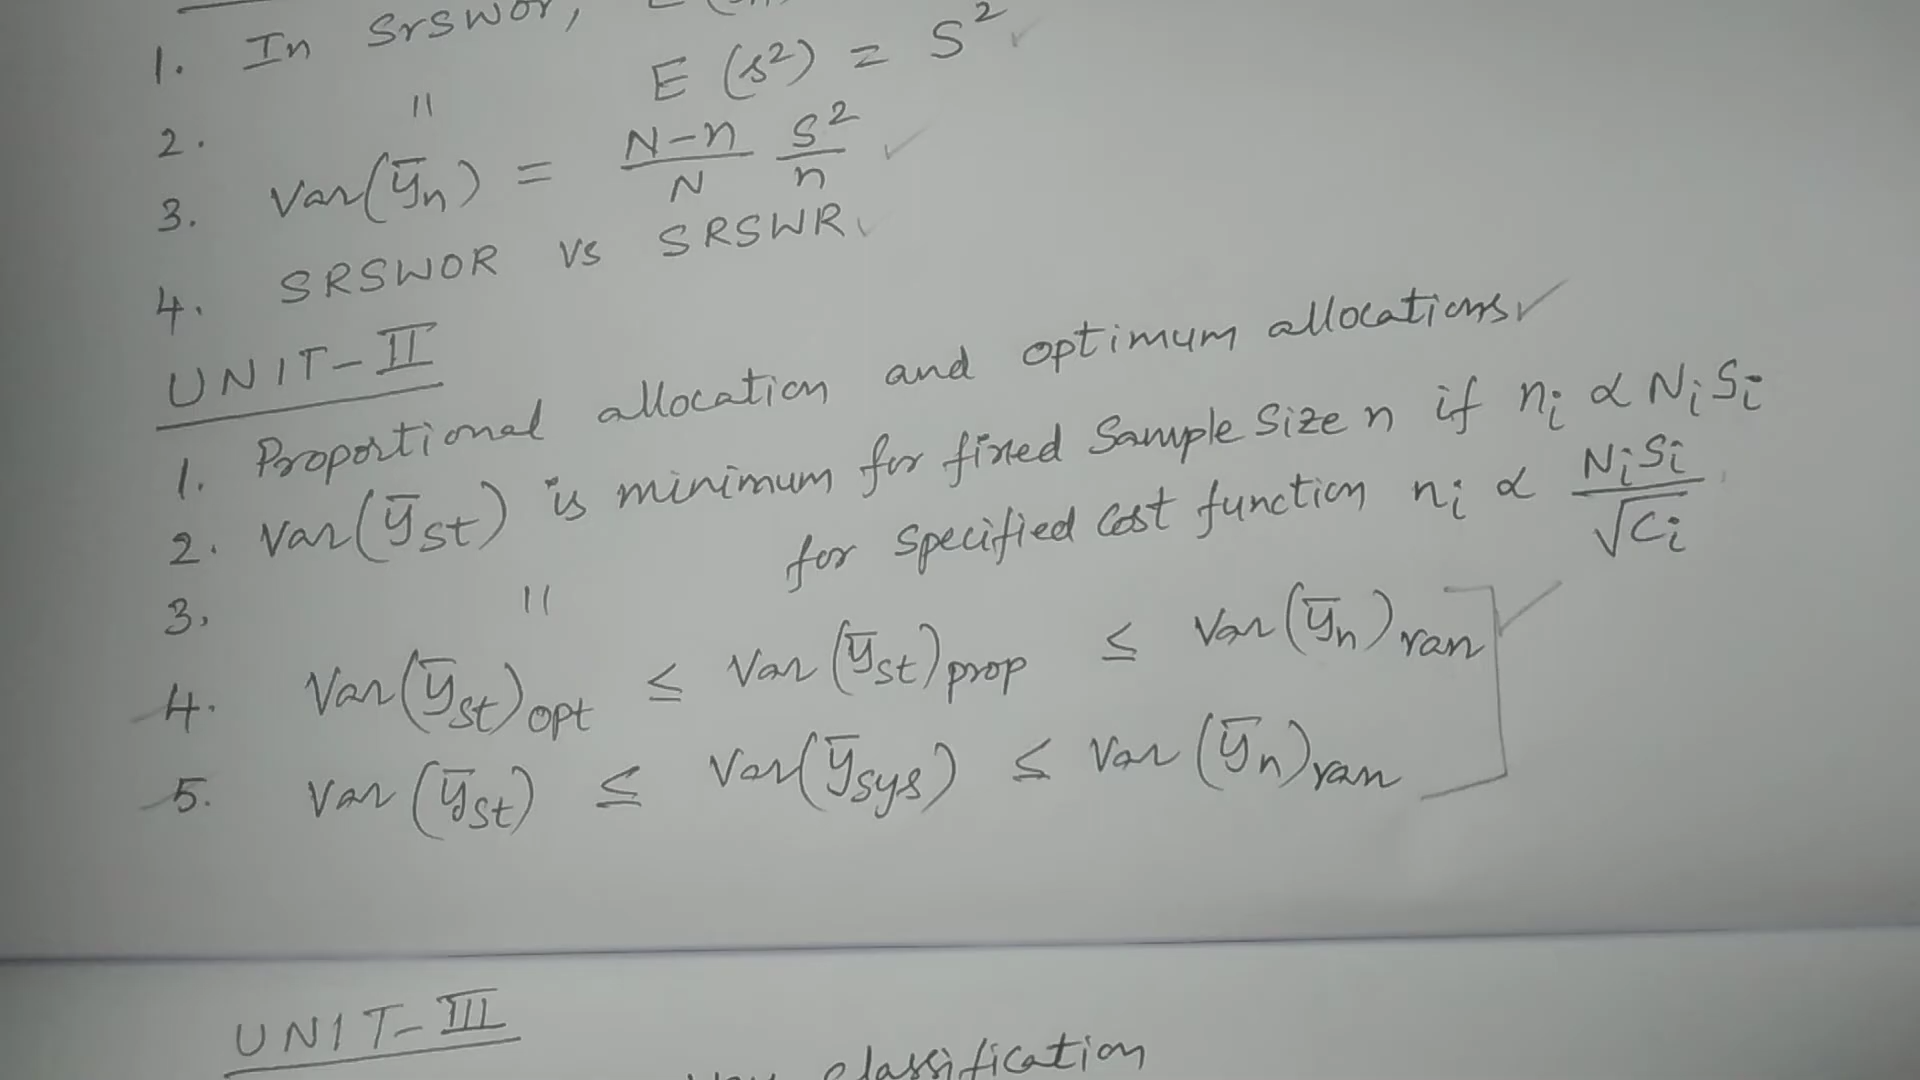 1. In SrSWOr,
2. " E (s²) = S²
3. Var(ȳn) = N-n/N S²/n
4. SRSWOR vs SRSWR
UNIT-II
1. Proportional allocation and optimum allocations
2. Var(ȳst) is minimum for fixed Sample Size n if ni ∝ NiSi
3. " for specified cost function ni ∝ NiSi/√Ci
4. Var(ȳst)opt ≤ Var(ȳst)prop ≤ Var(ȳn)ran
5. Var(ȳst) ≤ Var(ȳsys) ≤ Var(ȳn)ran
UNIT-III
classification